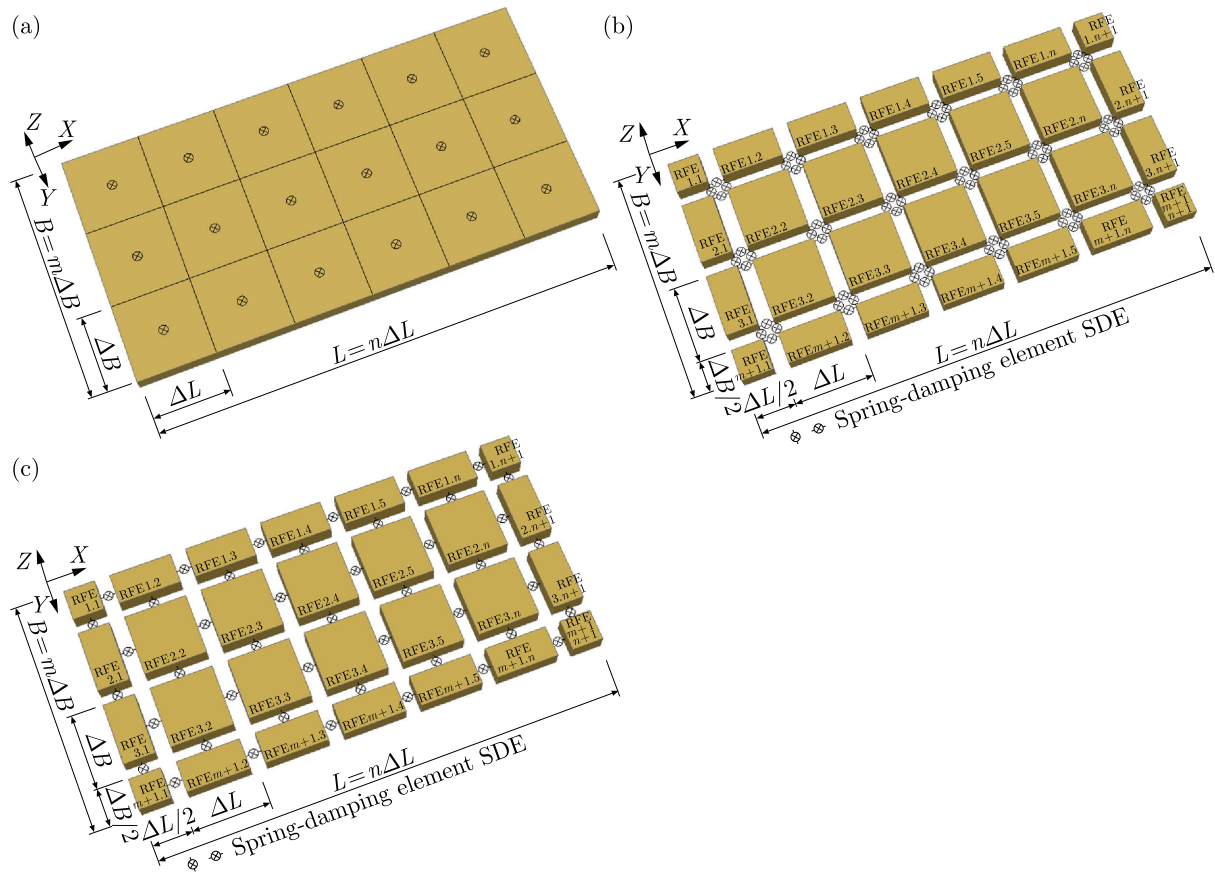 (a)
Z
X
Y
B=mΔB
ΔB
ΔL
L=nΔL
(b)
Z
X
Y
B=mΔB
ΔB
ΔB/2
ΔL/2
ΔL
L=nΔL
Spring-damping element SDE
RFE
1.1
RFE1.2
RFE1.3
RFE1.4
RFE1.5
RFE1.n
RFE
1.n+1
RFE
2.1
RFE2.2
RFE2.3
RFE2.4
RFE2.5
RFE2.n
RFE
2.n+1
RFE
3.1
RFE3.2
RFE3.3
RFE3.4
RFE3.5
RFE3.n
RFE
3.n+1
RFE
m+1.1
RFEm+1.2
RFEm+1.3
RFEm+1.4
RFEm+1.5
RFE
m+1.n
RFE
m+1
n+1
(c)
Z
X
Y
B=mΔB
ΔB
ΔB/2
ΔL/2
ΔL
L=nΔL
Spring-damping element SDE
RFE
1.1
RFE1.2
RFE1.3
RFE1.4
RFE1.5
RFE1.n
RFE
1.n+1
RFE
2.1
RFE2.2
RFE2.3
RFE2.4
RFE2.5
RFE2.n
RFE
2.n+1
RFE
3.1
RFE3.2
RFE3.3
RFE3.4
RFE3.5
RFE3.n
RFE
3.n+1
RFE
m+1.1
RFEm+1.2
RFEm+1.3
RFEm+1.4
RFEm+1.5
RFE
m+1.n
RFE
m+1
n+1